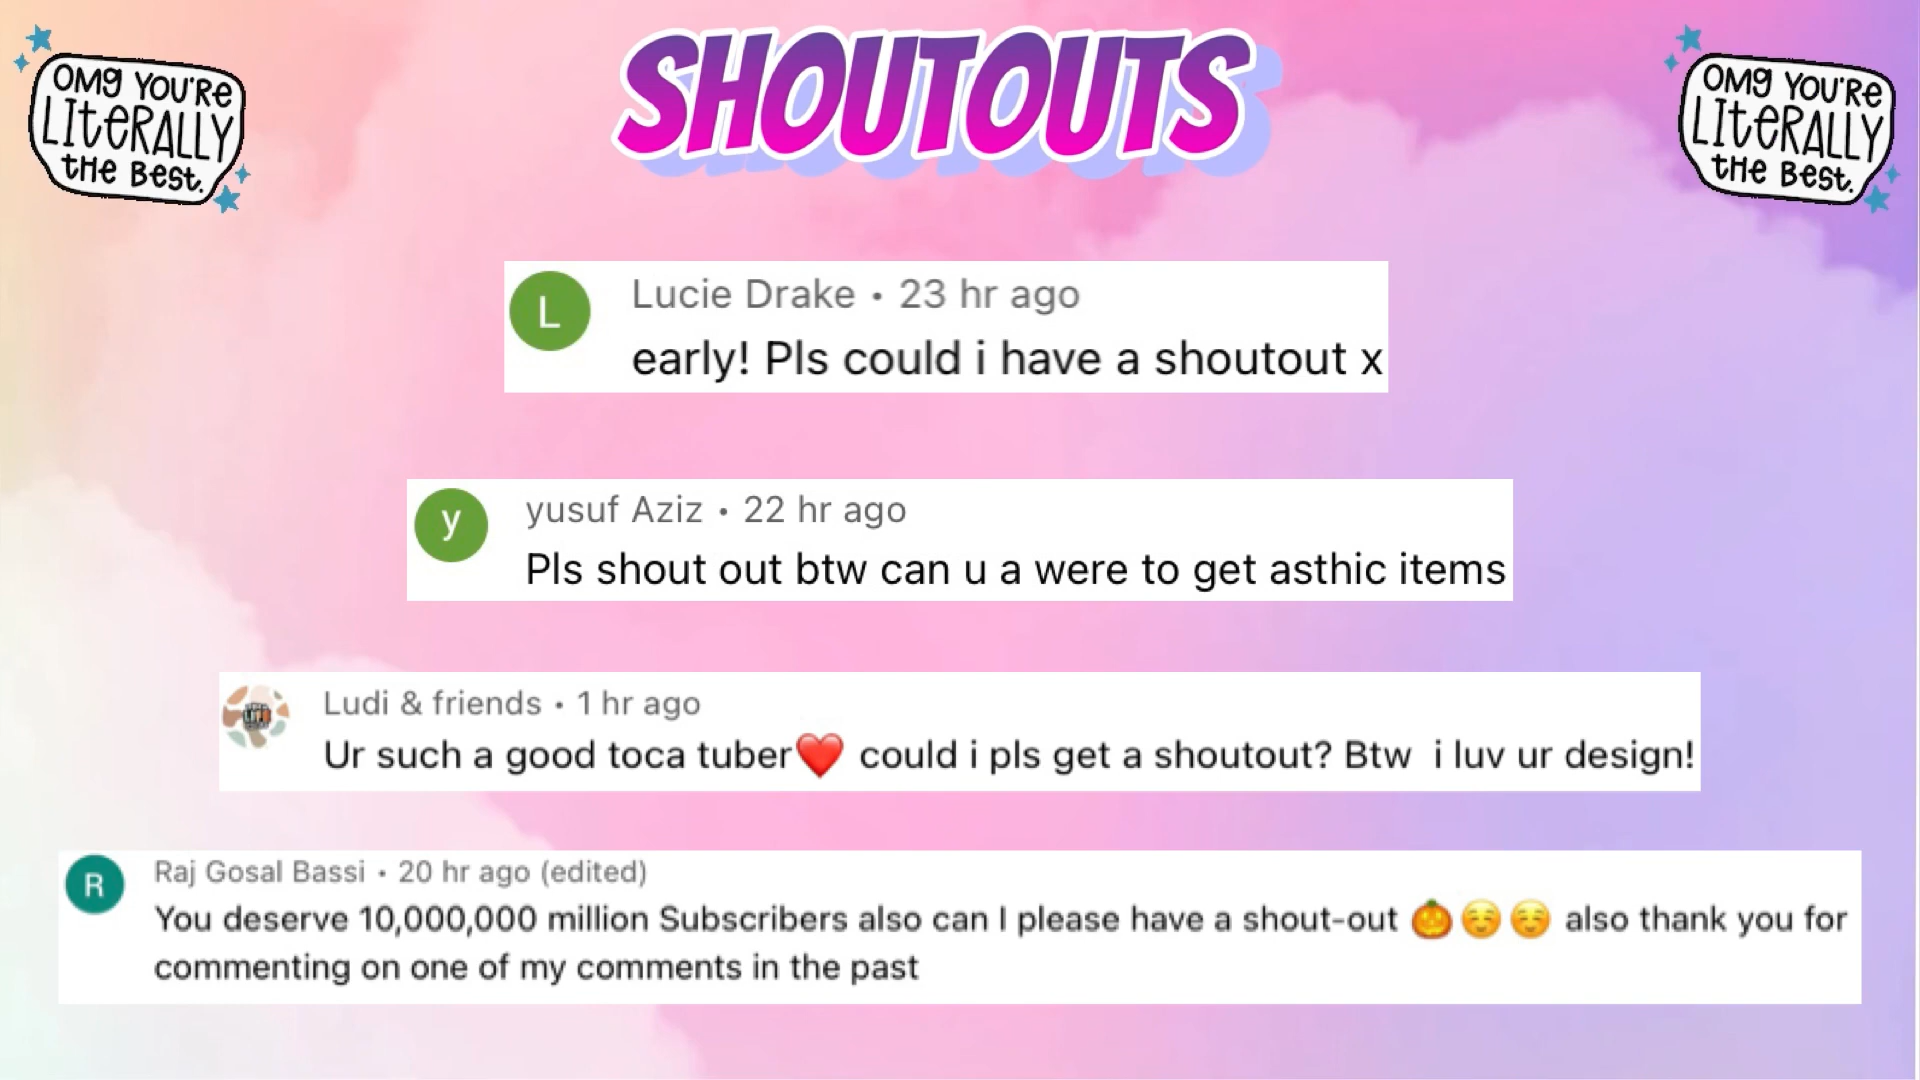 OMG YOU'RE
LITERALLY
THE BEST.
SHOUTOUTS
OMG YOU'RE
LITERALLY
THE BEST.
L
Lucie Drake • 23 hr ago
early! Pls could i have a shoutout x
y
yusuf Aziz • 22 hr ago
Pls shout out btw can u a were to get asthic items
Ludi & friends • 1 hr ago
Ur such a good toca tuber❤️ could i pls get a shoutout? Btw i luv ur design!
R
Raj Gosal Bassi • 20 hr ago (edited)
You deserve 10,000,000 million Subscribers also can I please have a shout-out 🎃☺️☺️ also thank you for
commenting on one of my comments in the past